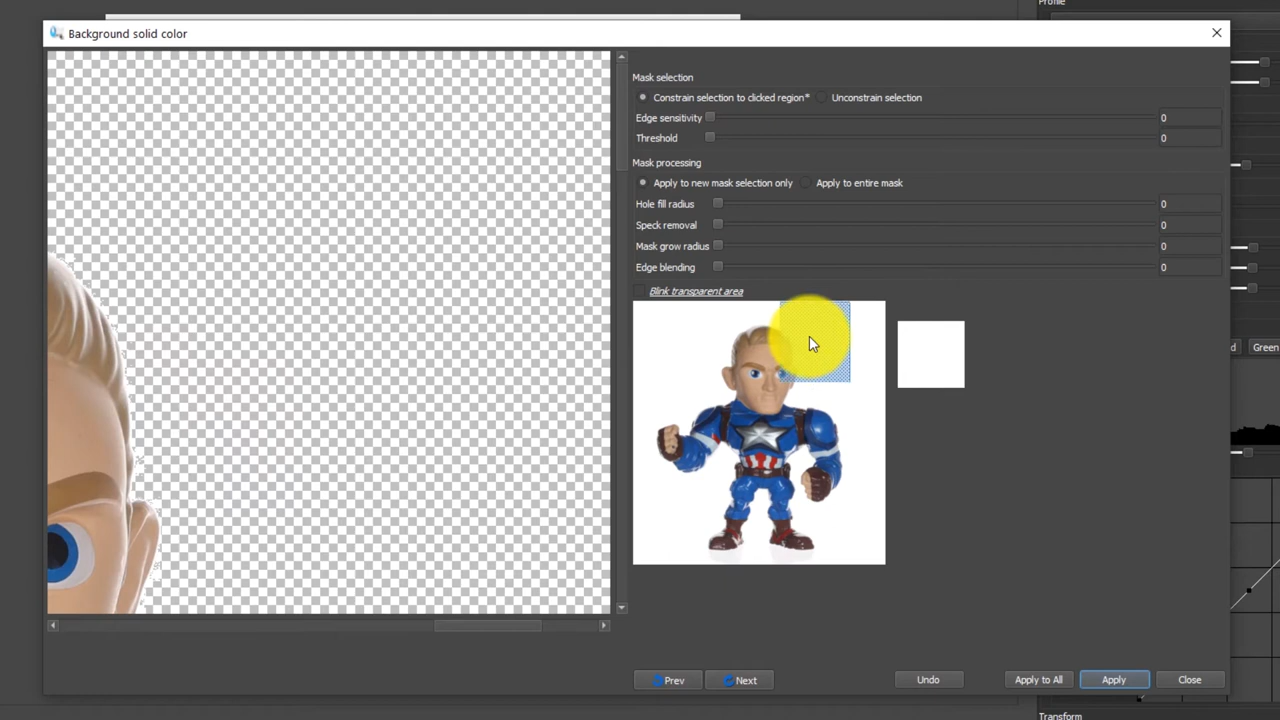 Profile
Background solid color
Mask selection
Constrain selection to clicked region* Unconstrain selection
Edge sensitivity 0
Threshold 0
Mask processing
Apply to new mask selection only Apply to entire mask
Hole fill radius 0
Speck removal 0
Mask grow radius 0
Edge blending 0
Blink transparent area
d Green
Prev Next Undo Apply to All Apply Close
Transform